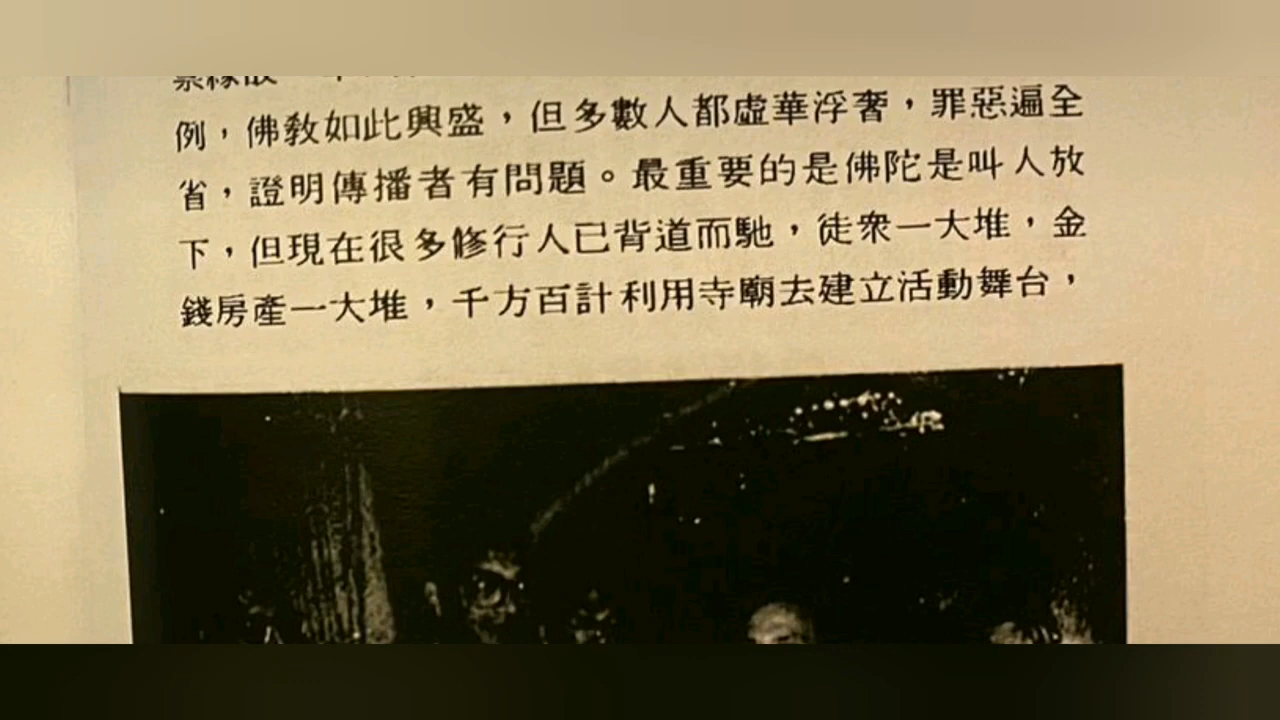 例，佛教如此興盛，但多數人都虛華浮奢，罪惡遍全
省，證明傳播者有問題。最重要的是佛陀是叫人放
下，但現在很多修行人已背道而馳，徒衆一大堆，金
錢房產一大堆，千方百計利用寺廟去建立活動舞台，